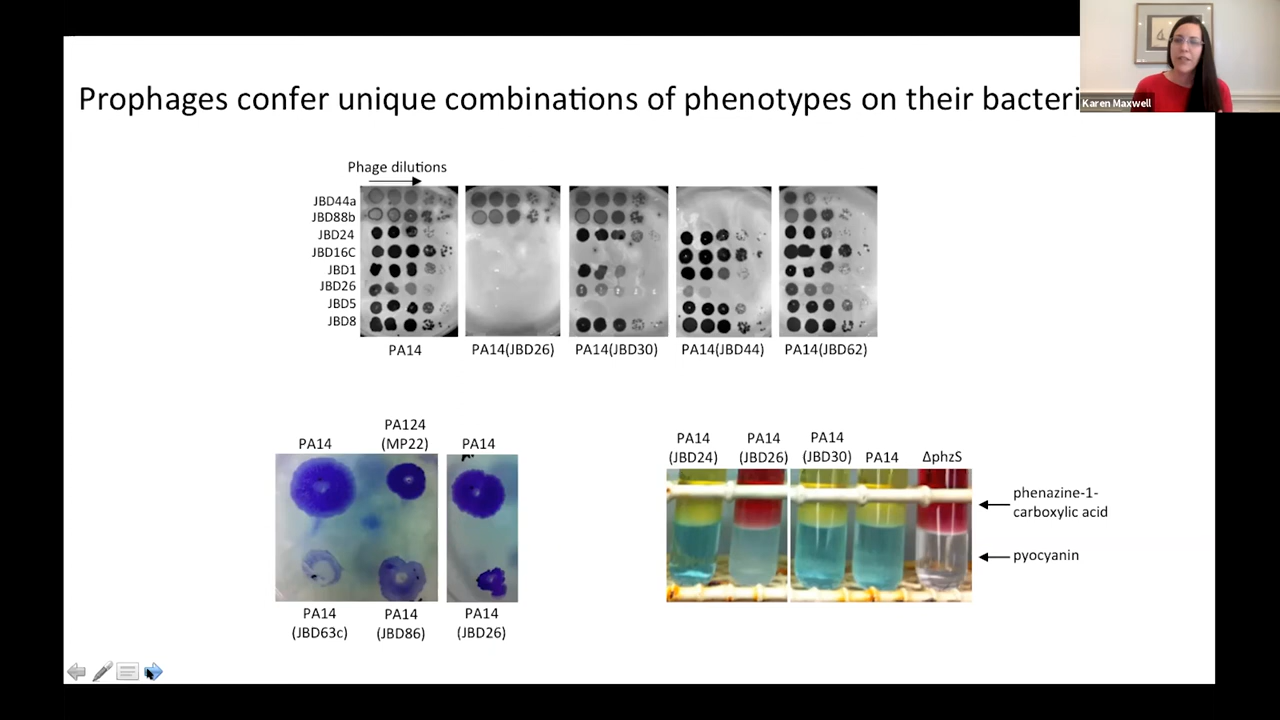 Prophages confer unique combinations of phenotypes on their bacteri
Karen Maxwell
Phage dilutions
JBD44a
JBD88b
JBD24
JBD16C
JBD1
JBD26
JBD5
JBD8
PA14
PA14(JBD26)
PA14(JBD30)
PA14(JBD44)
PA14(JBD62)
PA14
PA124
(MP22)
PA14
PA14
(JBD63c)
PA14
(JBD86)
PA14
(JBD26)
PA14
(JBD24)
PA14
(JBD26)
PA14
(JBD30)
PA14
ΔphzS
phenazine-1-
carboxylic acid
pyocyanin